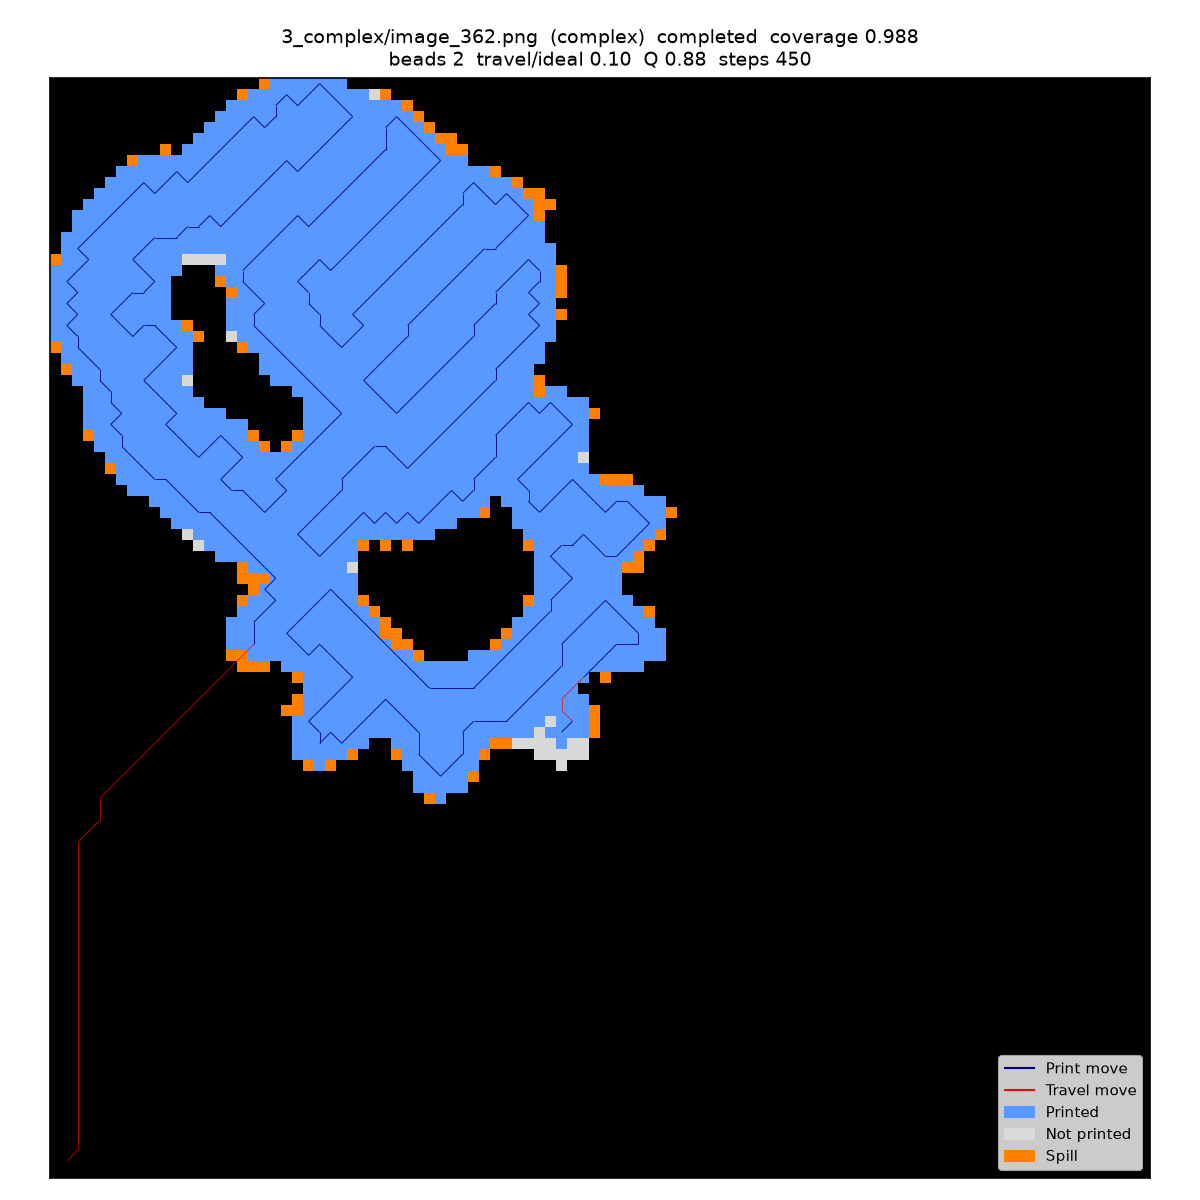 3_complex/image_362.png  (complex)  completed  coverage 0.988
beads 2  travel/ideal 0.10  Q 0.88  steps 450
Print move
Travel move
Printed
Not printed
Spill